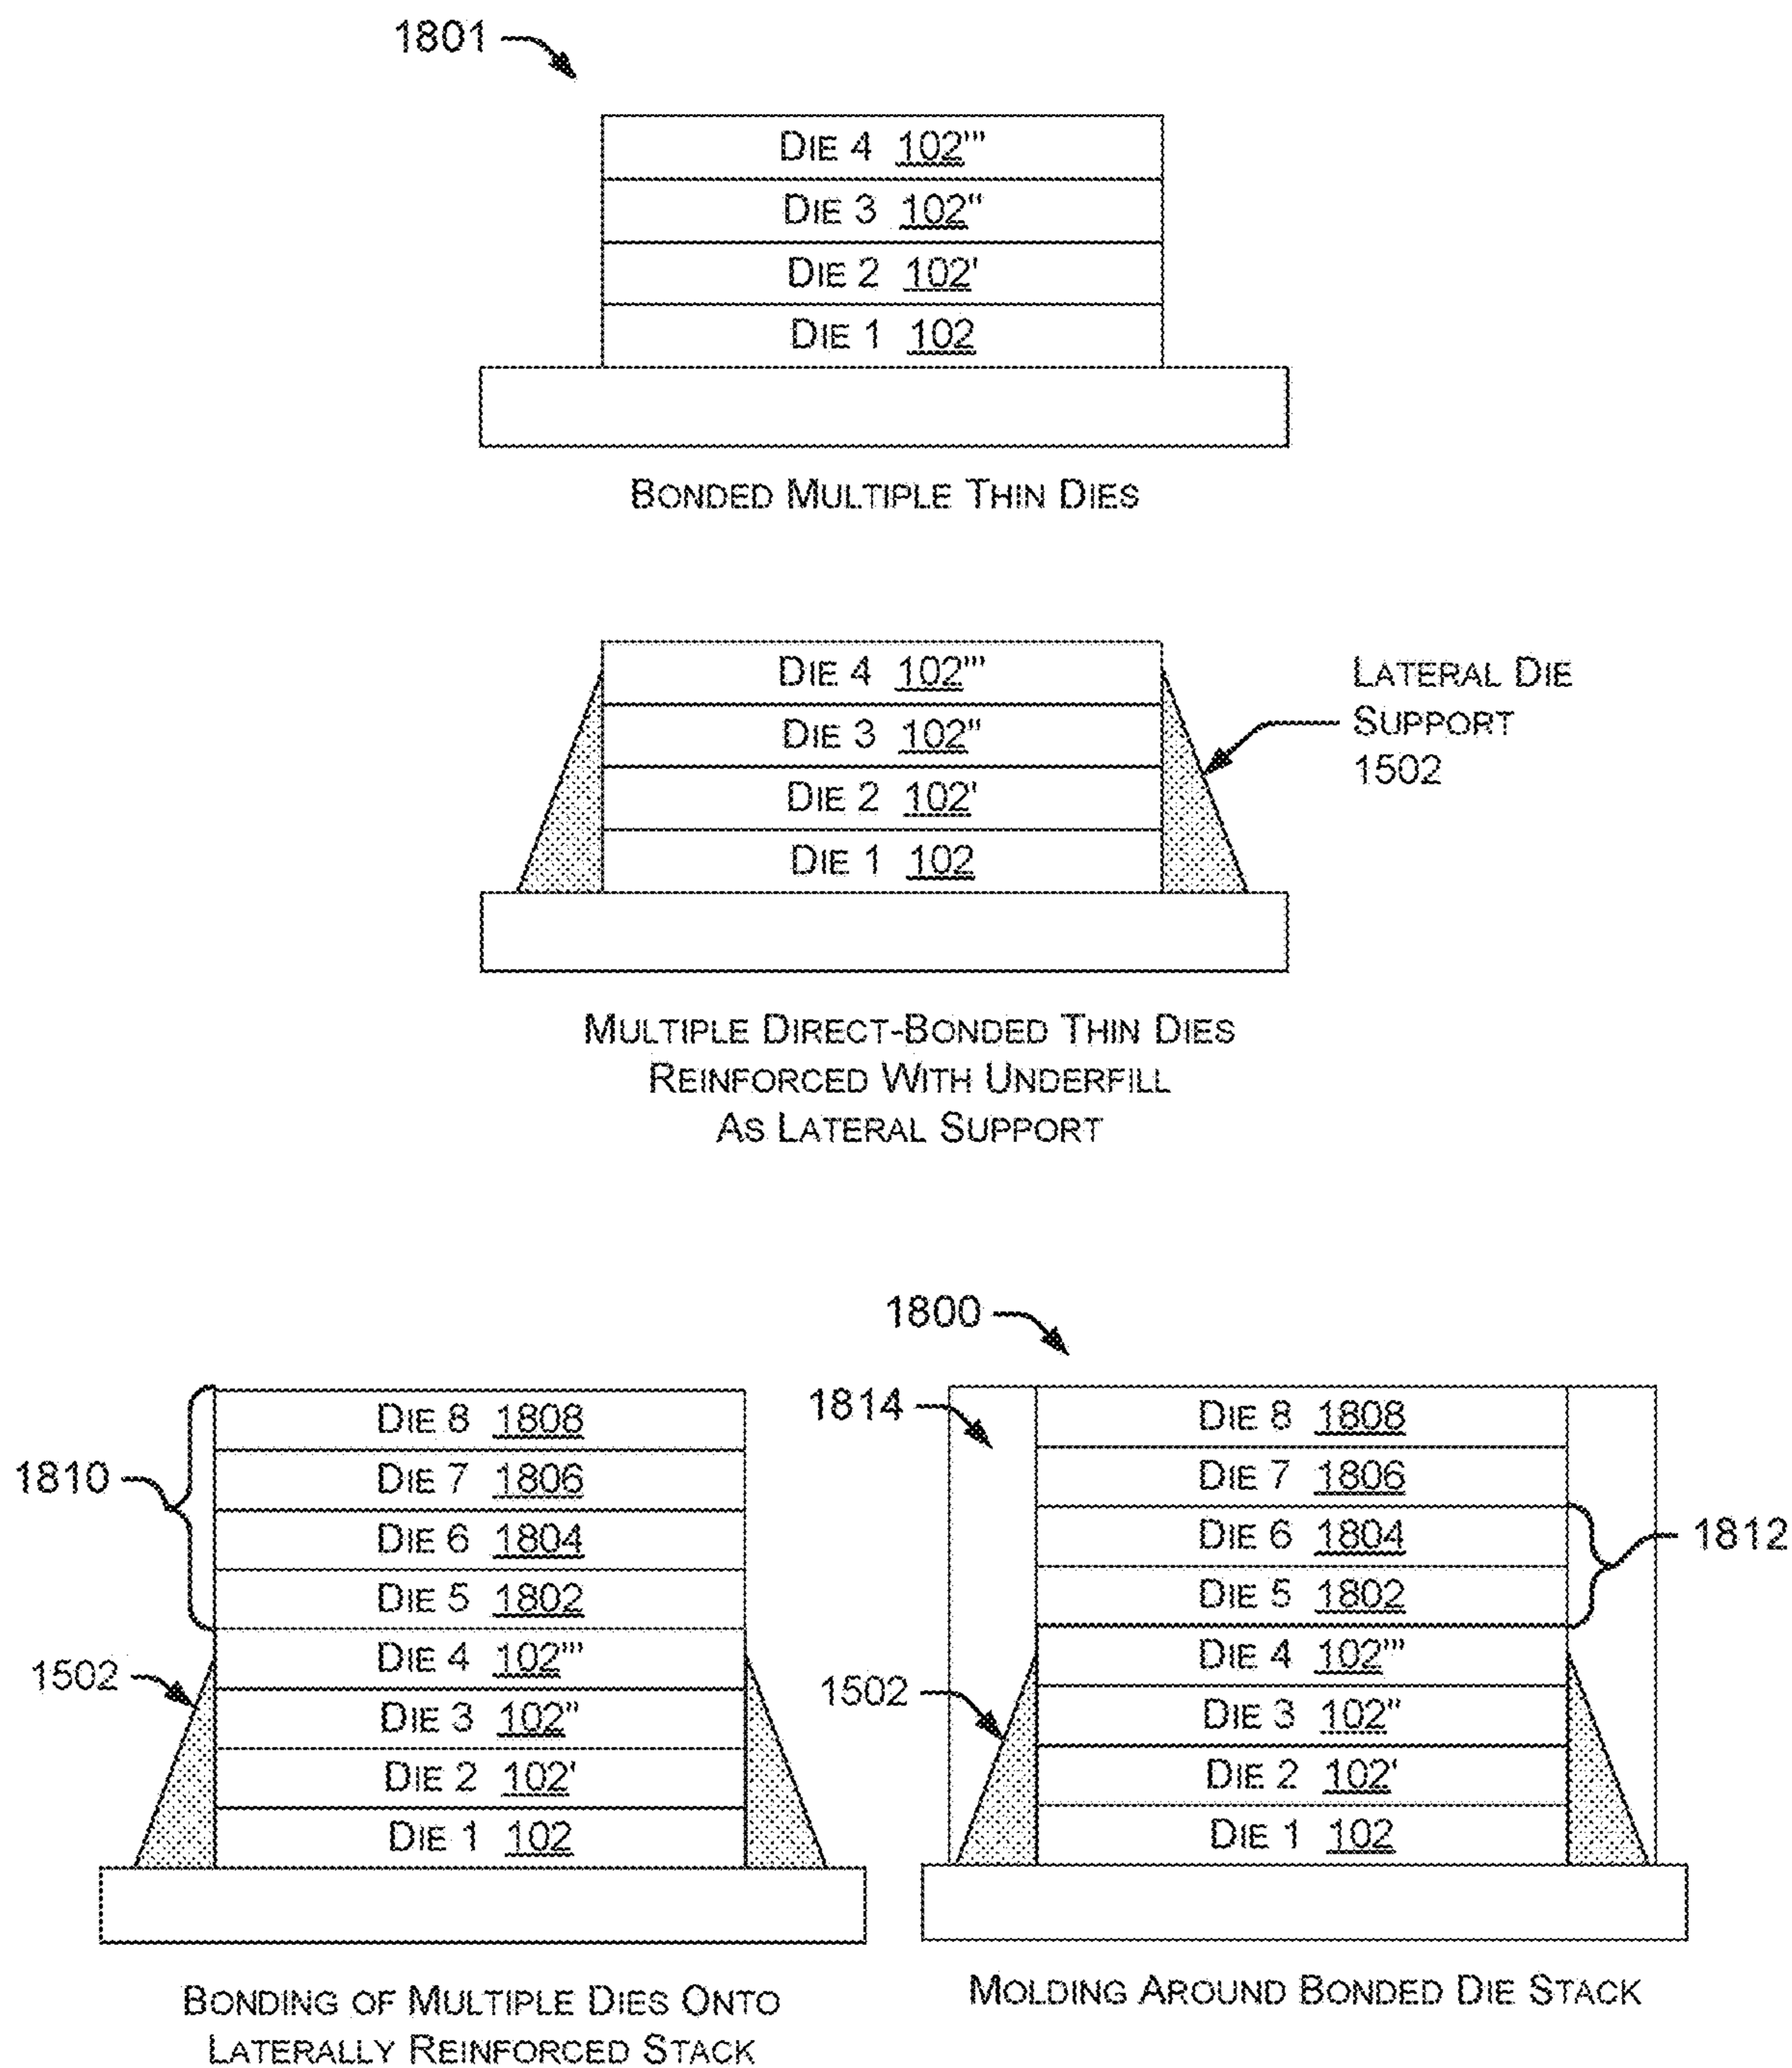 1801
DIE 4 102'''
DIE 3 102''
DIE 2 102'
DIE 1 102
BONDED MULTIPLE THIN DIES
DIE 4 102'''
DIE 3 102''
DIE 2 102'
DIE 1 102
LATERAL DIE
SUPPORT
1502
MULTIPLE DIRECT-BONDED THIN DIES
REINFORCED WITH UNDERFILL
AS LATERAL SUPPORT
1810
1502
DIE 8 1808
DIE 7 1806
DIE 6 1804
DIE 5 1802
DIE 4 102'''
DIE 3 102''
DIE 2 102'
DIE 1 102
BONDING OF MULTIPLE DIES ONTO
LATERALLY REINFORCED STACK
1800
1814
1502
DIE 8 1808
DIE 7 1806
DIE 6 1804
DIE 5 1802
DIE 4 102'''
DIE 3 102''
DIE 2 102'
DIE 1 102
1812
MOLDING AROUND BONDED DIE STACK